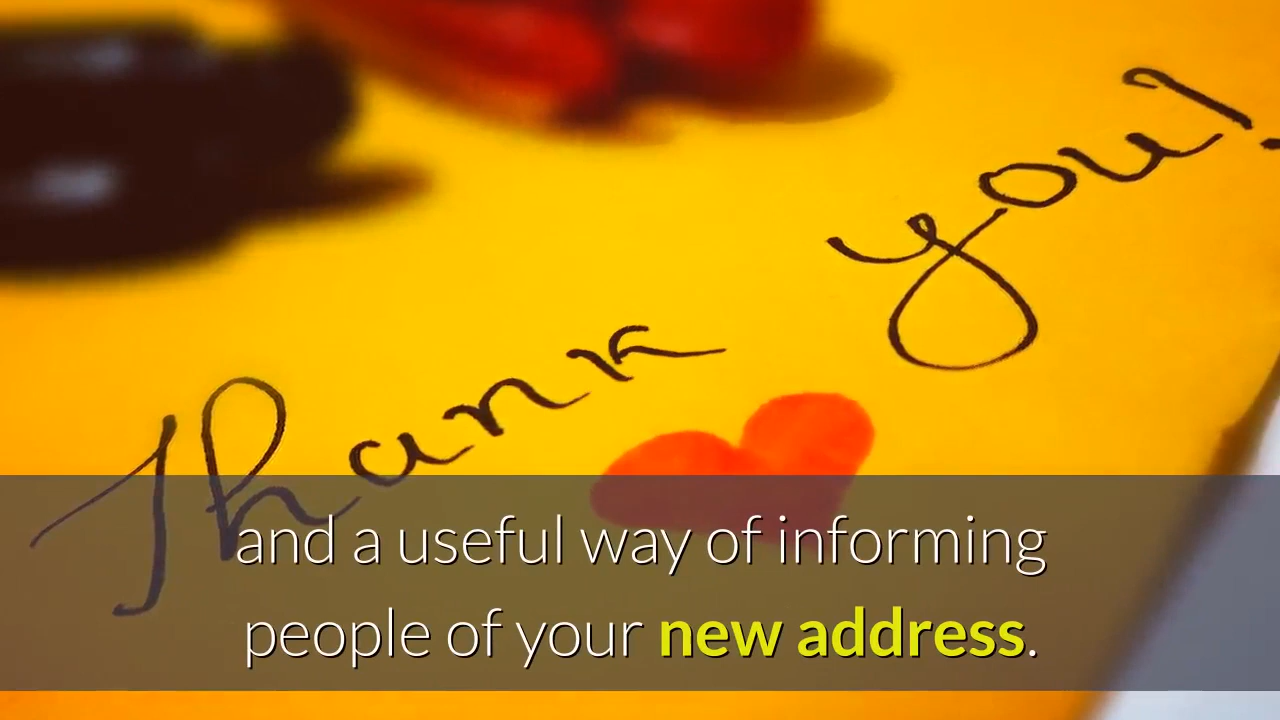 Thank you!
and a useful way of informing
people of your new address.